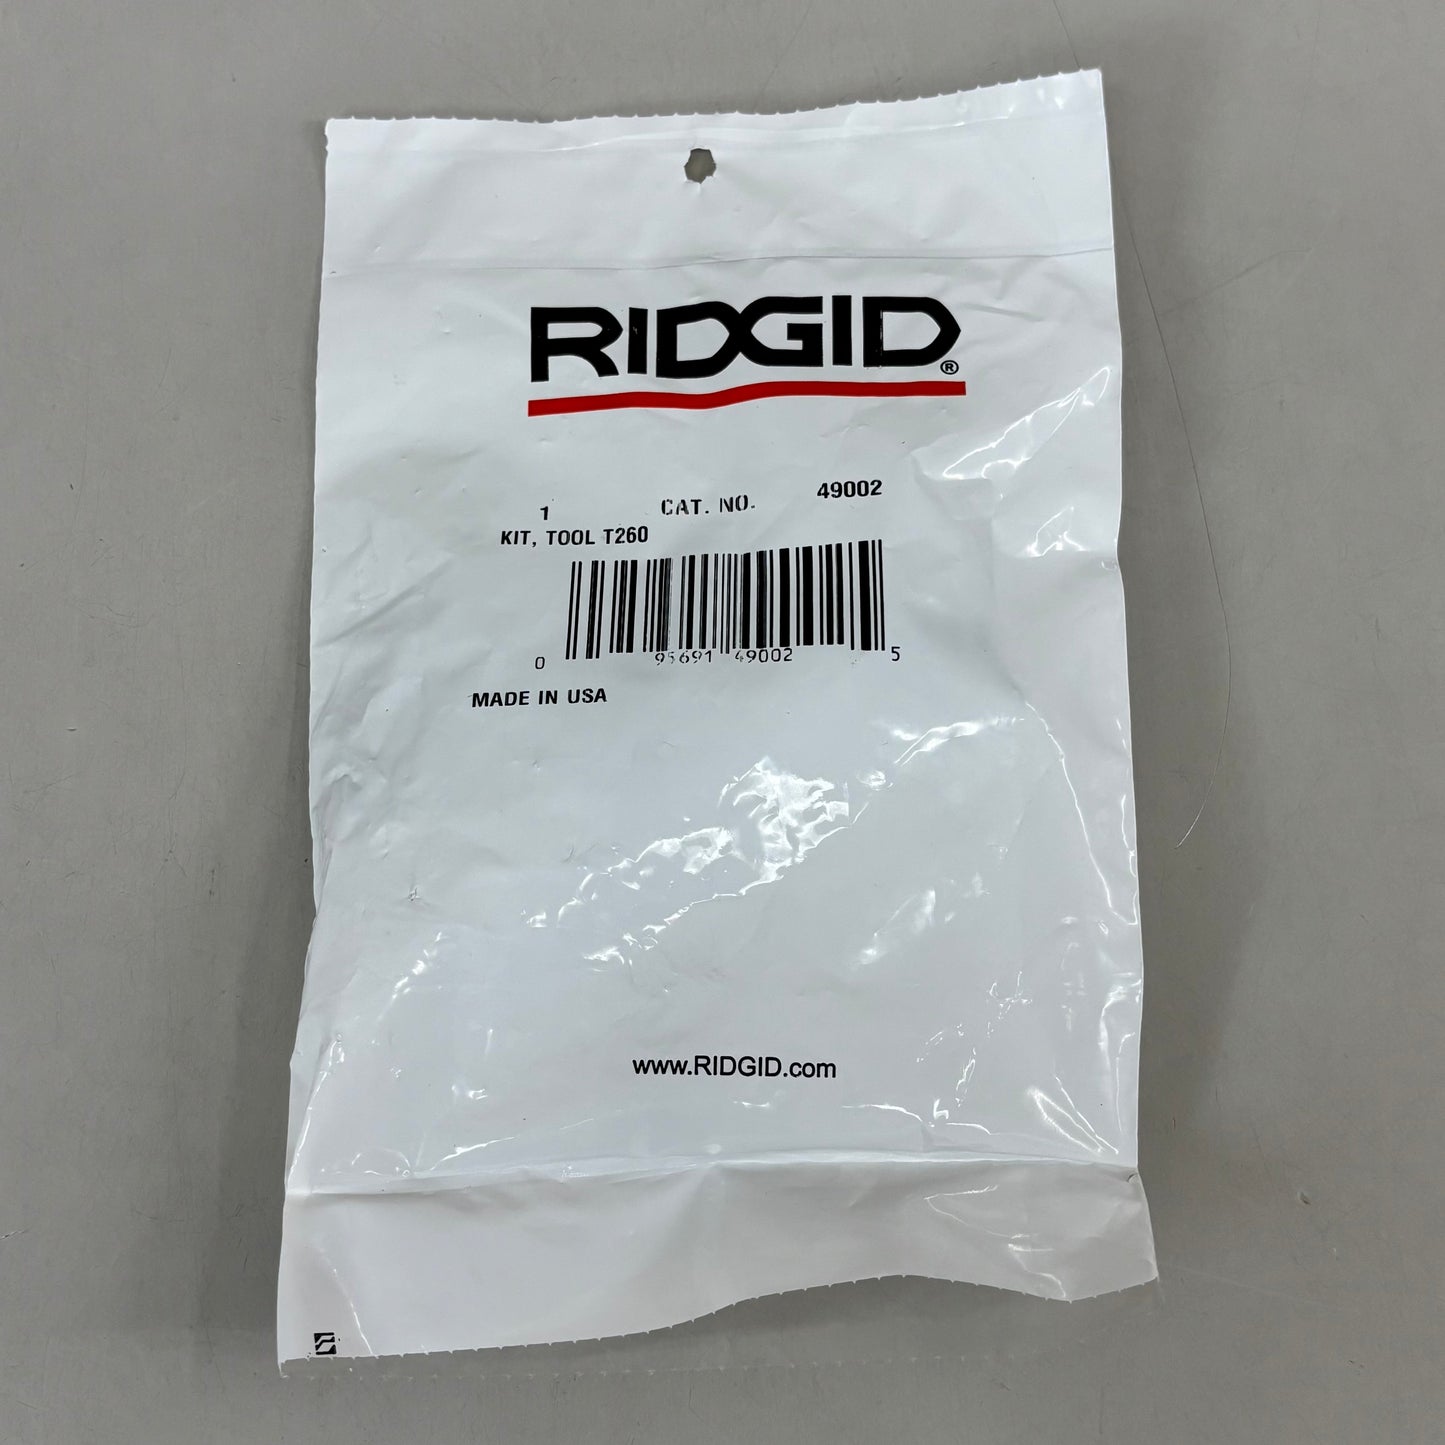 RIDGID®
1 CAT. NO. 49002
KIT, TOOL T260
0 95691 49002 5
MADE IN USA
www.RIDGID.com